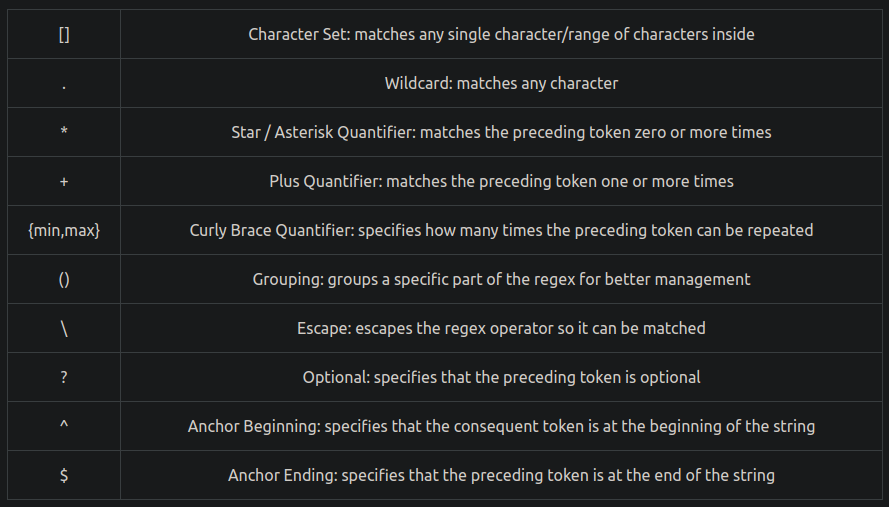 [] Character Set: matches any single character/range of characters inside
. Wildcard: matches any character
* Star / Asterisk Quantifier: matches the preceding token zero or more times
+ Plus Quantifier: matches the preceding token one or more times
{min,max} Curly Brace Quantifier: specifies how many times the preceding token can be repeated
() Grouping: groups a specific part of the regex for better management
\ Escape: escapes the regex operator so it can be matched
? Optional: specifies that the preceding token is optional
^ Anchor Beginning: specifies that the consequent token is at the beginning of the string
$ Anchor Ending: specifies that the preceding token is at the end of the string